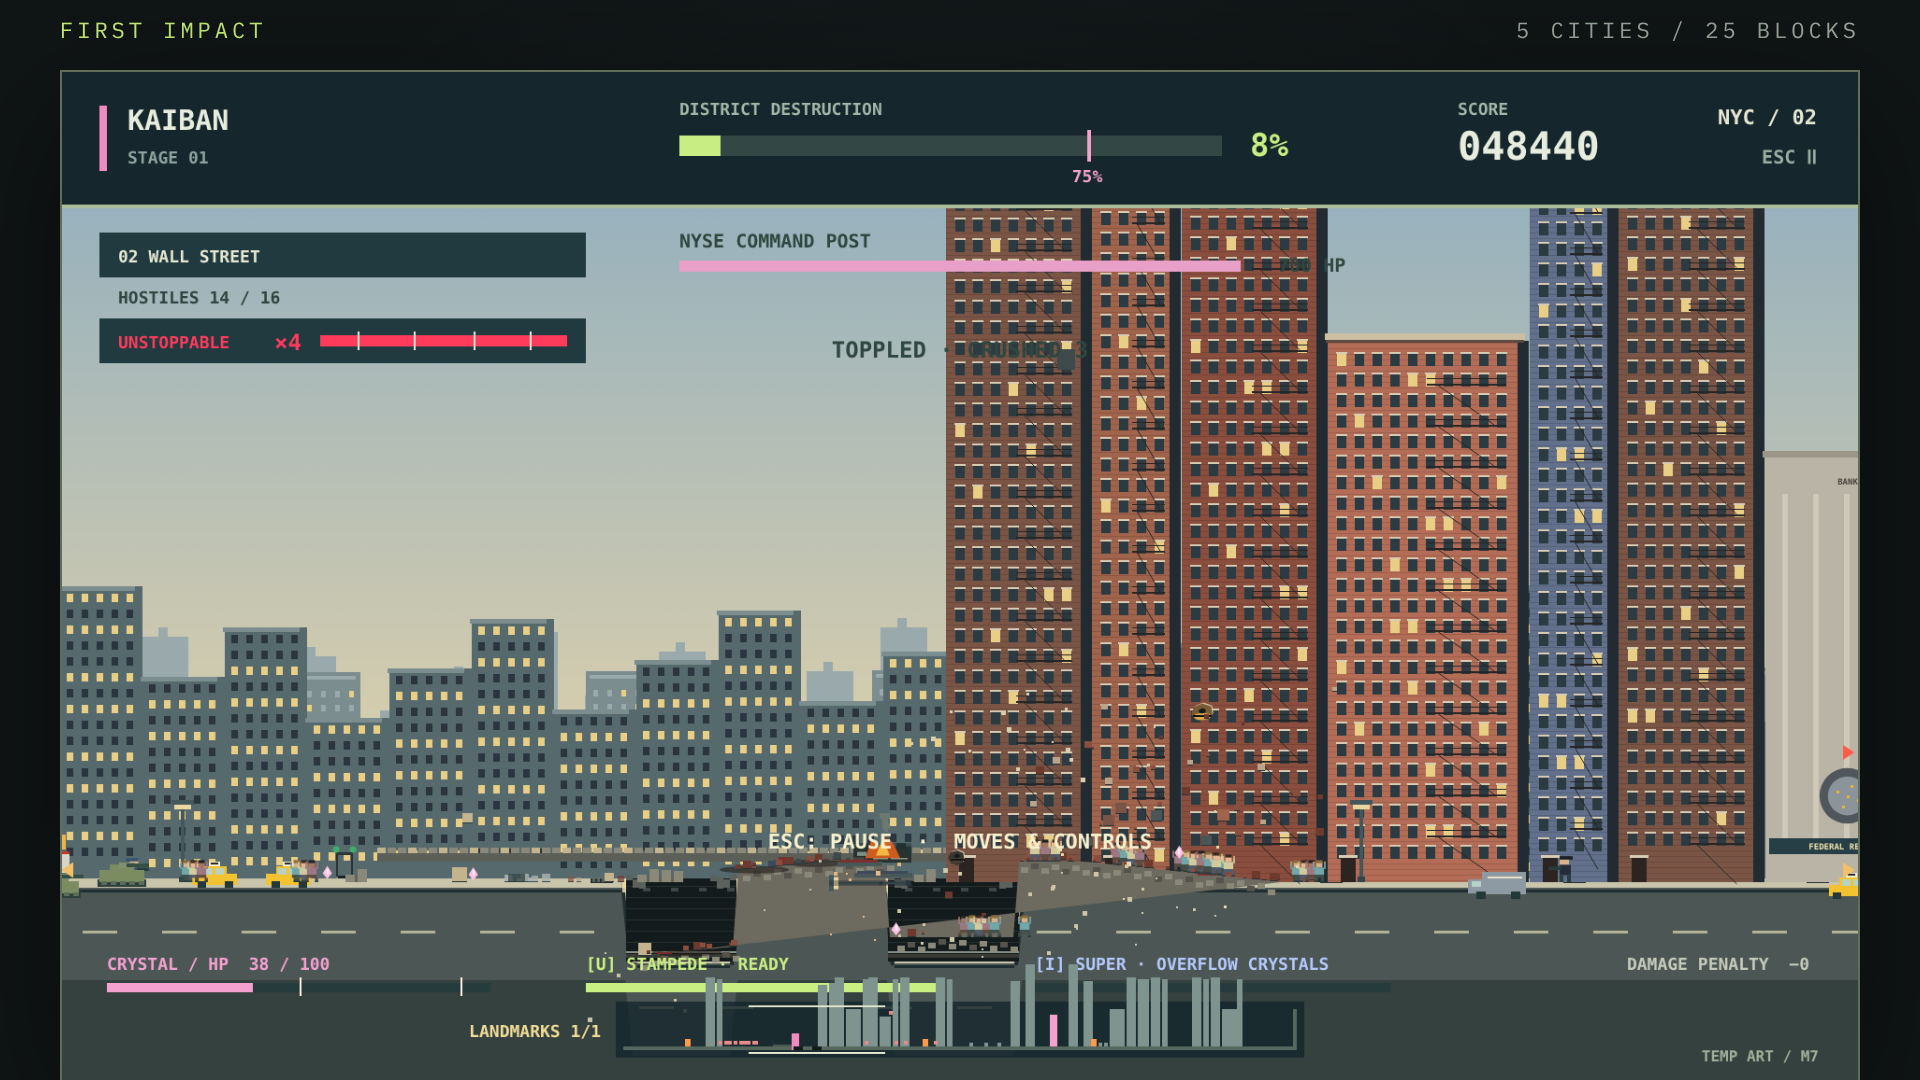 FIRST IMPACT
5 CITIES / 25 BLOCKS
KAIBAN
STAGE 01
DISTRICT DESTRUCTION
8%
75%
SCORE
048440
NYC / 02
ESC II
02 WALL STREET
HOSTILES 14 / 16
UNSTOPPABLE ×4
NYSE COMMAND POST
HP
TOPPLED · CRUSHED 3
BANK
FEDERAL RE
ESC: PAUSE · MOVES & CONTROLS
CRYSTAL / HP 38 / 100
[U] STAMPEDE · READY
[I] SUPER · OVERFLOW CRYSTALS
DAMAGE PENALTY −0
LANDMARKS 1/1
TEMP ART / M7